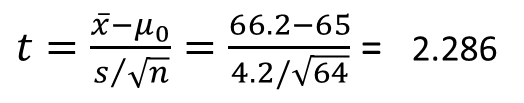 t = x̄−μ₀ / s/√n = 66.2−65 / 4.2/√64 = 2.286